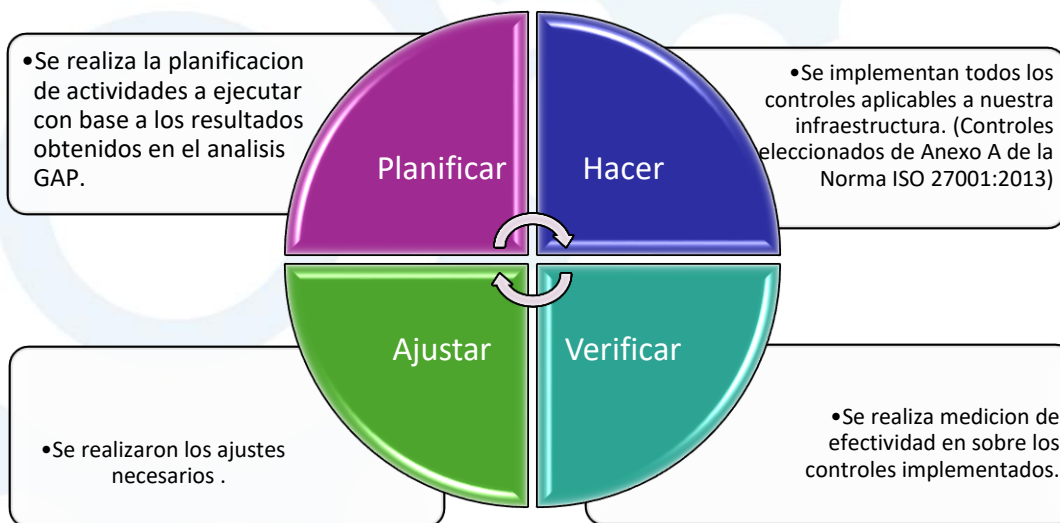 •Se realiza la planificacion
de actividades a ejecutar
con base a los resultados
obtenidos en el analisis
GAP.
Planificar
Hacer
•Se implementan todos los
controles aplicables a nuestra
infraestructura. (Controles
eleccionados de Anexo A de la
Norma ISO 27001:2013)
Ajustar
Verificar
•Se realizaron los ajustes
necesarios .
•Se realiza medicion de
efectividad en sobre los
controles implementados.